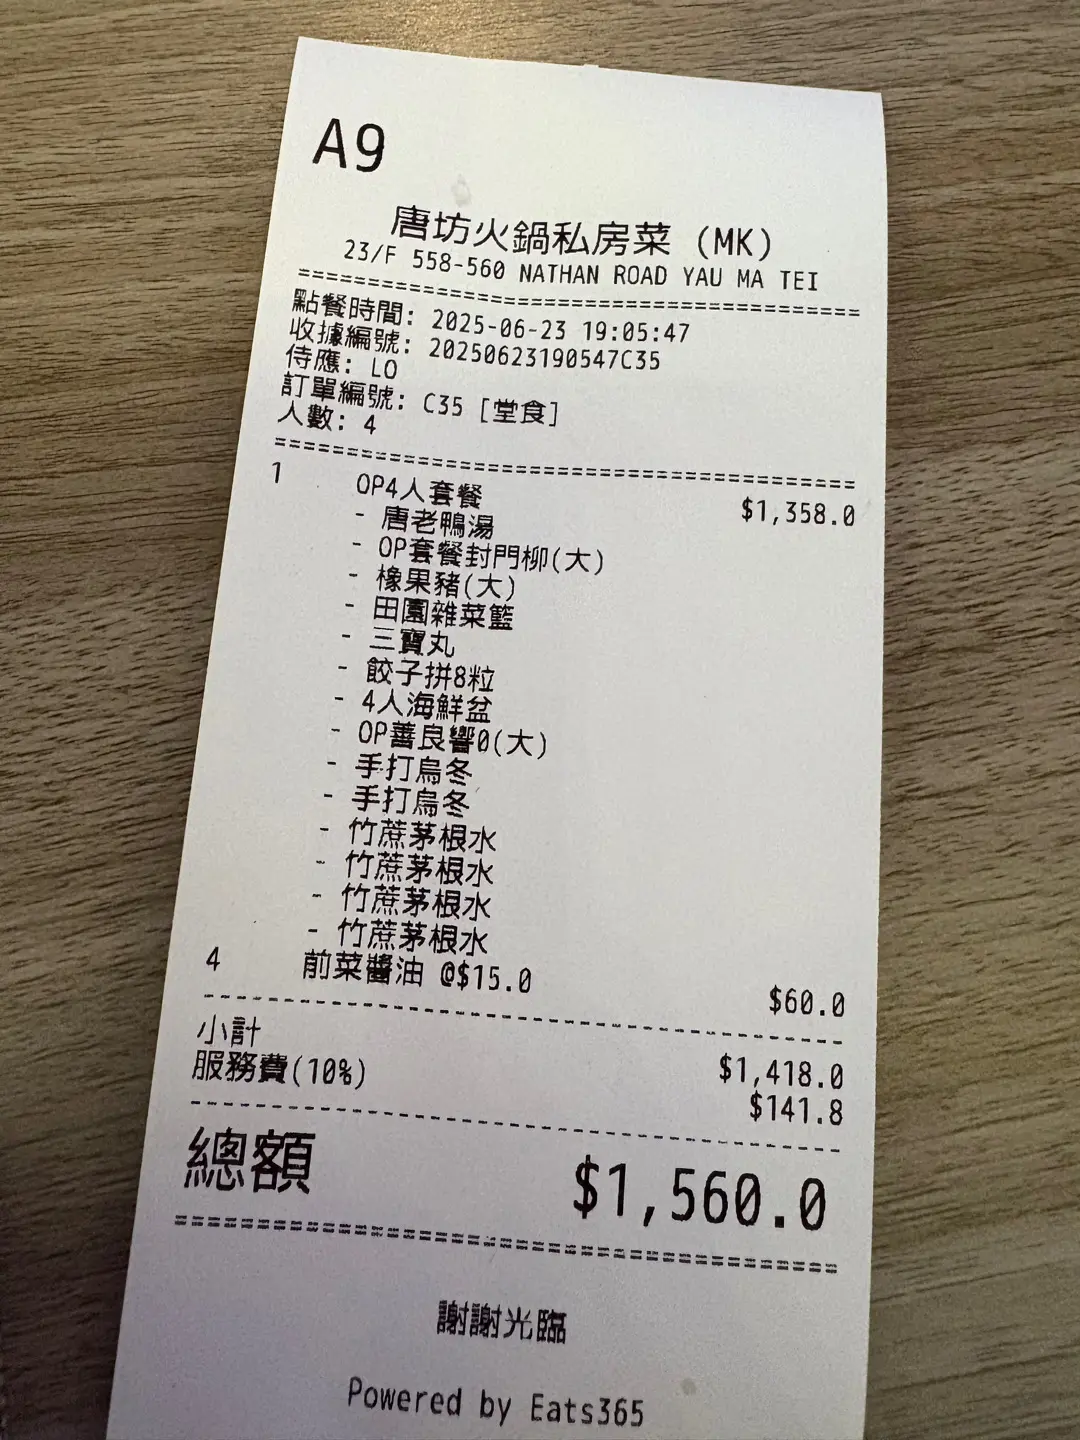 A9
唐坊火鍋私房菜 (MK)
23/F 558-560 NATHAN ROAD YAU MA TEI
========================================
點餐時間: 2025-06-23 19:05:47
收據編號: 20250623190547C35
侍應: LO
訂單編號: C35 [堂食]
人數: 4
========================================
1 OP4人套餐 $1,358.0
- 唐老鴨湯
- OP套餐封門柳(大)
- 橡果豬(大)
- 田園雜菜籃
- 三寶丸
- 餃子拼8粒
- 4人海鮮盆
- OP善良響0(大)
- 手打烏冬
- 手打烏冬
- 竹蔗茅根水
- 竹蔗茅根水
- 竹蔗茅根水
- 竹蔗茅根水
4 前菜醬油 @$15.0 $60.0
----------------------------------------
小計 $1,418.0
服務費(10%) $141.8
----------------------------------------
總額 $1,560.0
========================================
謝謝光臨
Powered by Eats365